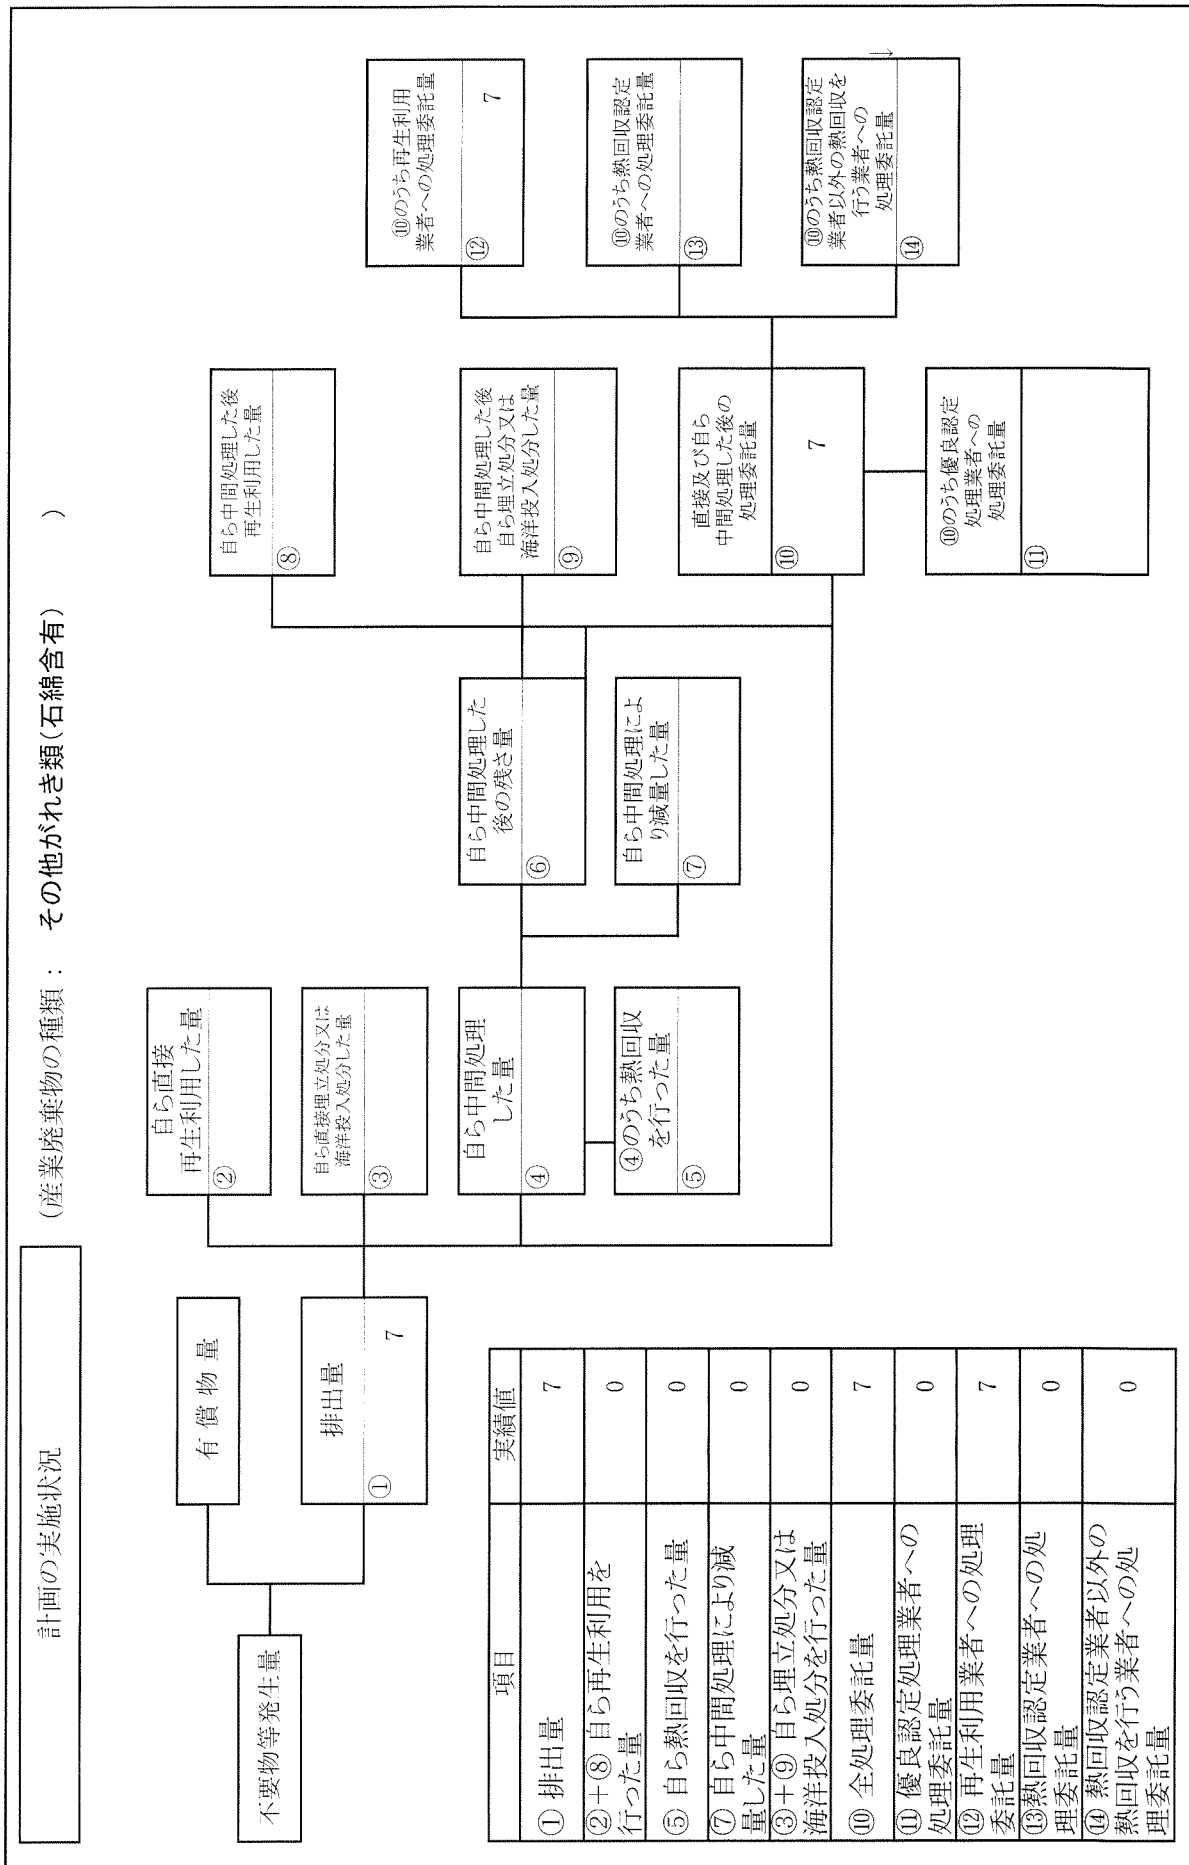 計画の実施状況
（産業廃棄物の種類： その他がれき類（石綿含有） ）
不要物等発生量
有 償 物 量
排出量
① 7
自ら直接
再生利用した量
②
自ら直接埋立処分又は
海洋投入処分した量
③
自ら中間処理
した量
④
④のうち熱回収
を行った量
⑤
自ら中間処理した
後の残さ量
⑥
自ら中間処理によ
り減量した量
⑦
自ら中間処理した後
再生利用した量
⑧
自ら中間処理した後
自ら埋立処分又は
海洋投入処分した量
⑨
直接及び自ら
中間処理した後の
処理委託量
⑩ 7
⑩のうち優良認定
処理業者への
処理委託量
⑪
⑩のうち再生利用
業者への処理委託量
⑫ 7
⑩のうち熱回収認定
業者への処理委託量
⑬
⑩のうち熱回収認定
業者以外の熱回収を
行う業者への
処理委託量
⑭
項目 実績値
① 排出量 7
②＋⑧ 自ら再生利用を
行った量 0
⑤ 自ら熱回収を行った量 0
⑦ 自ら中間処理により減
量した量 0
③＋⑨ 自ら埋立処分又は
海洋投入処分を行った量 0
⑩ 全処理委託量 7
⑪ 優良認定処理業者への
処理委託量 0
⑫ 再生利用業者への処理
委託量 7
⑬熱回収認定業者への処
理委託量 0
⑭ 熱回収認定業者以外の
熱回収を行う業者への処
理委託量 0